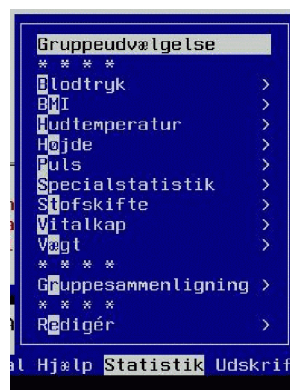 Gruppeudvælgelse
* * * *
Blodtryk >
BMI >
Hudtemperatur >
Højde >
Puls >
Specialstatistik >
Stofskifte >
Vitalkap >
Vægt >
* * * *
Gruppesammenligning >
* * * *
Redigér >
Hjælp Statistik Udskrif